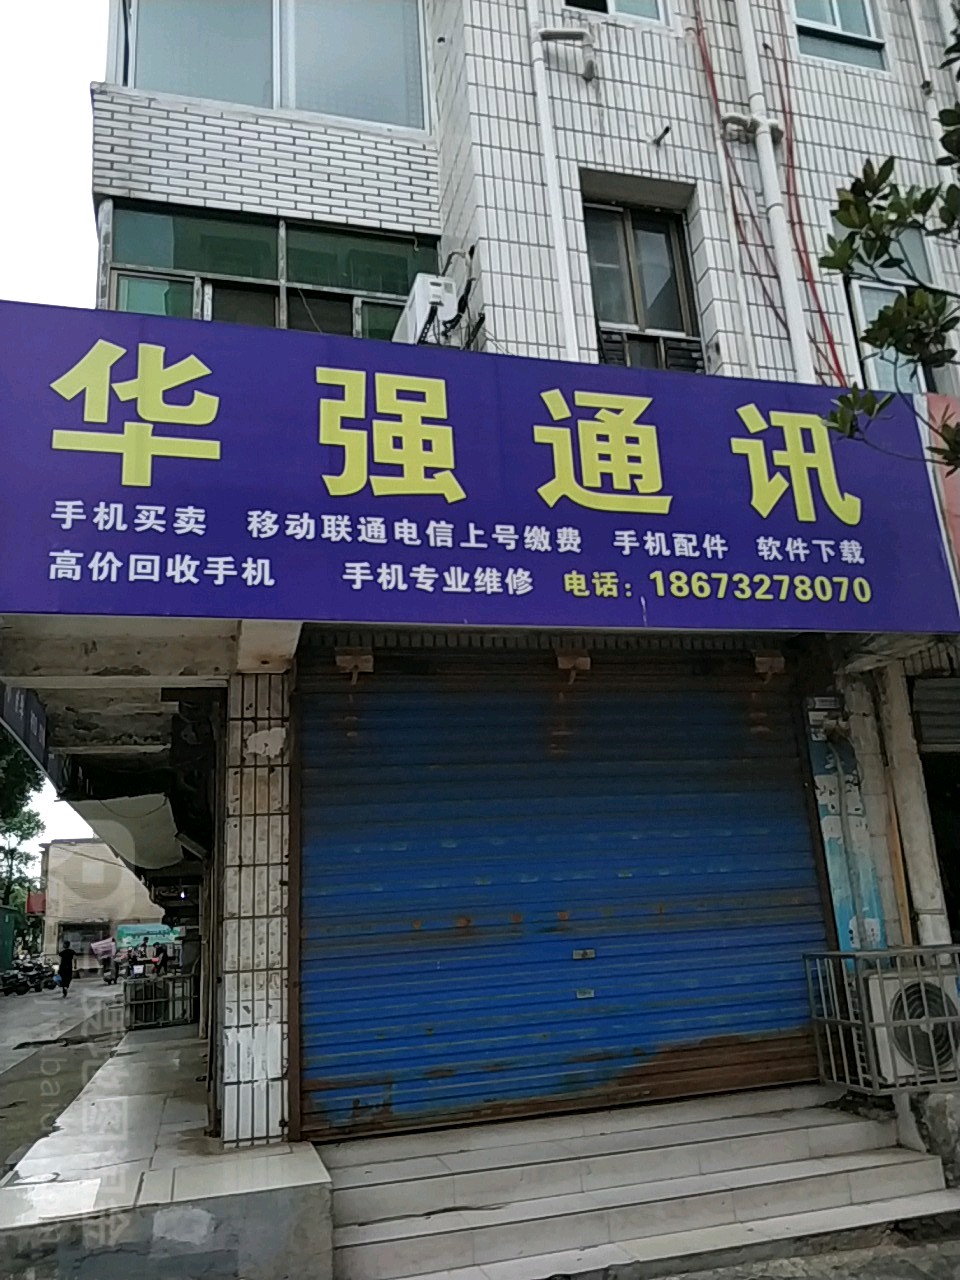 华强通讯
手机买卖 移动联通电信上号缴费 手机配件 软件下载
高价回收手机 手机专业维修 电话：18673278070